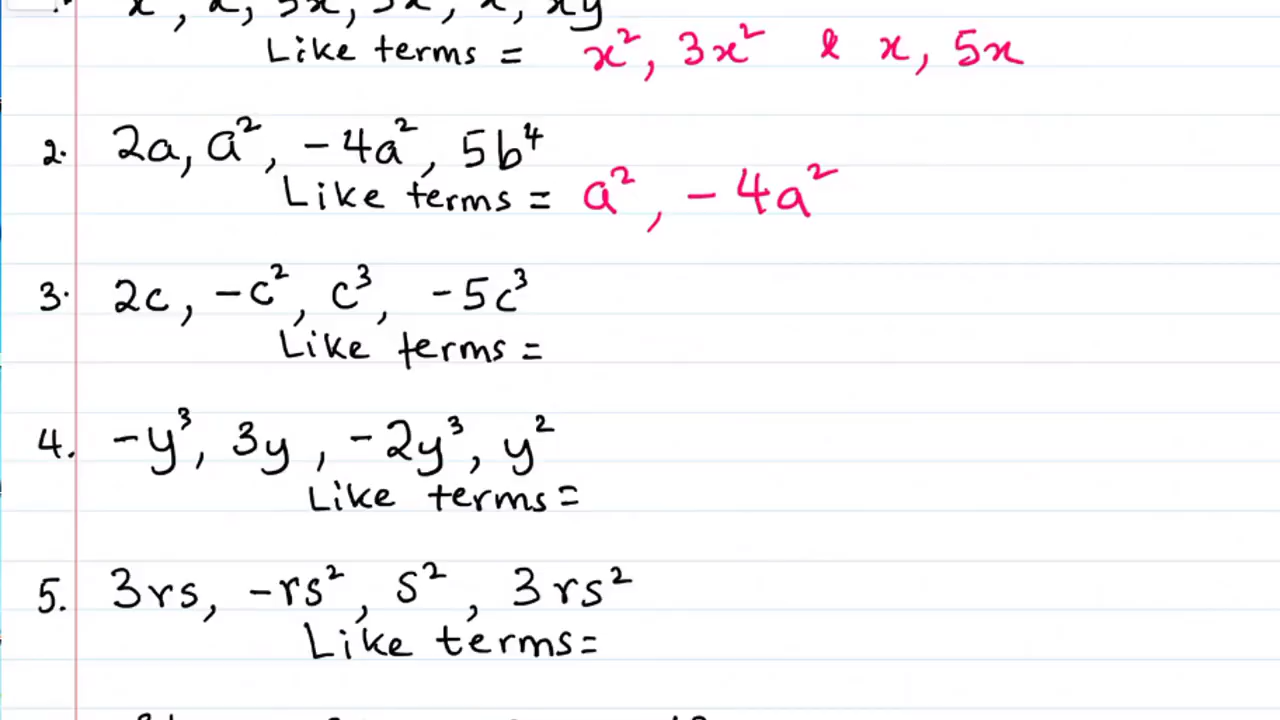 Like terms = x², 3x² & x, 5x
2. 2a, a², -4a², 5b⁴
Like terms = a², -4a²
3. 2c, -c², c³, -5c³
Like terms =
4. -y³, 3y, -2y³, y²
Like terms =
5. 3rs, -rs², s², 3rs²
Like terms =